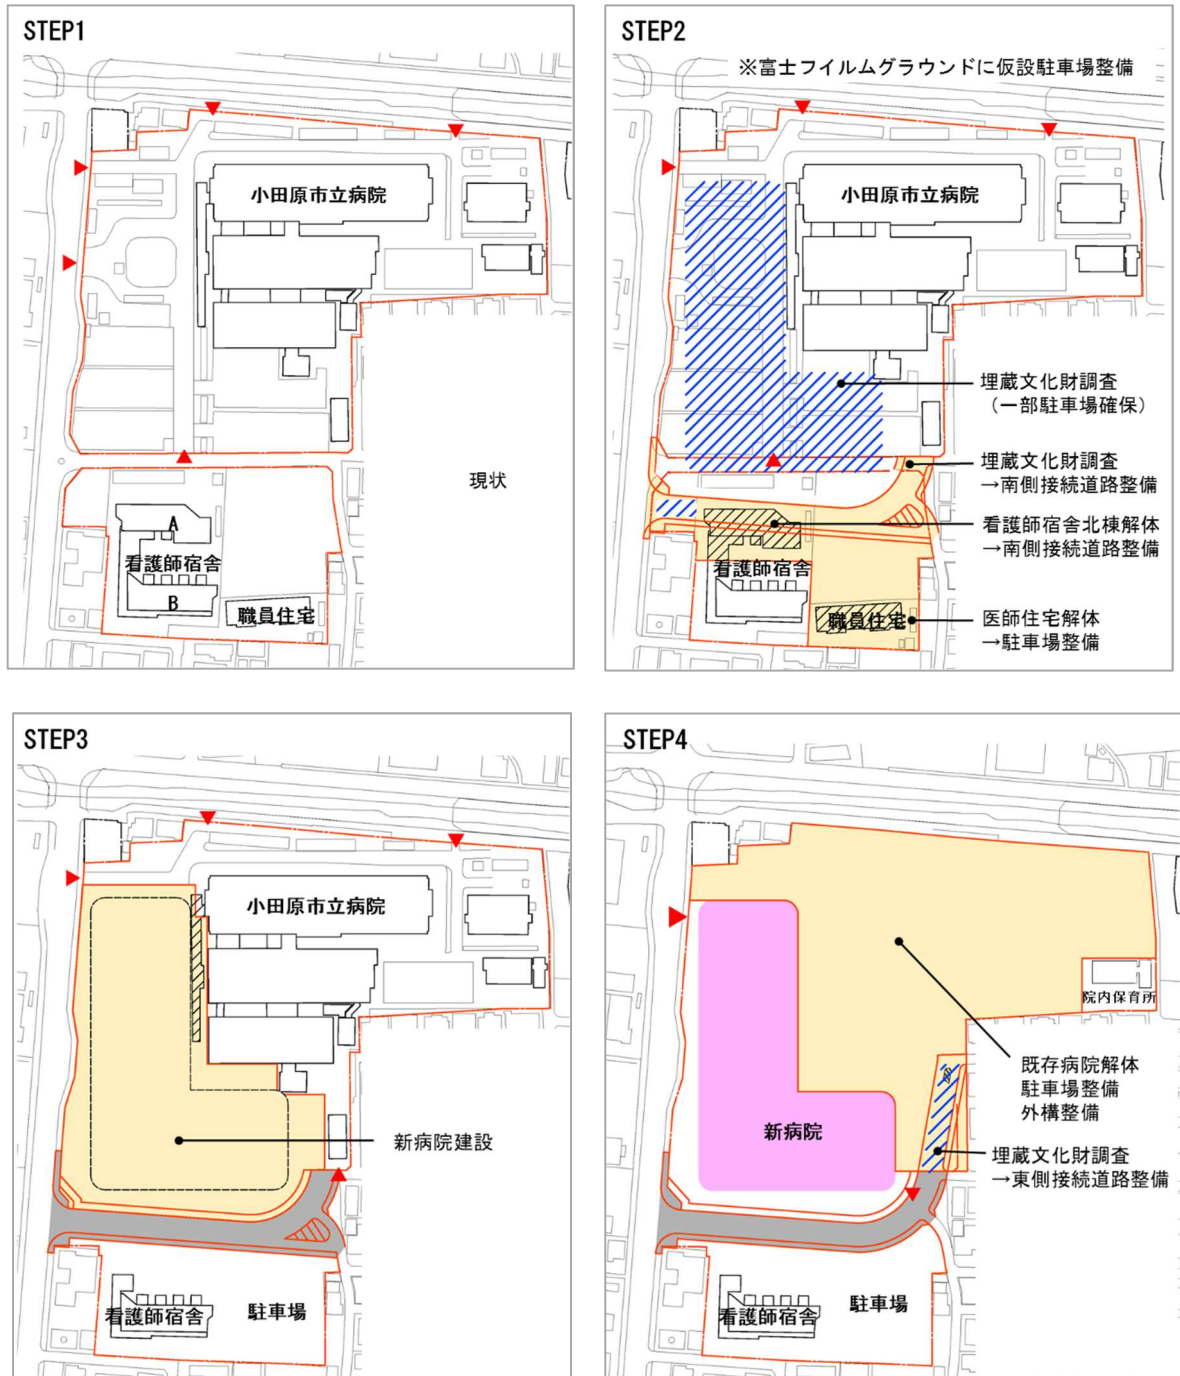 STEP1
小田原市立病院
現状
A
看護師宿舎
B
職員住宅
STEP2
※富士フイルムグラウンドに仮設駐車場整備
小田原市立病院
埋蔵文化財調査
（一部駐車場確保）
埋蔵文化財調査
→南側接続道路整備
看護師宿舎北棟解体
→南側接続道路整備
看護師宿舎
職員住宅
医師住宅解体
→駐車場整備
STEP3
小田原市立病院
新病院建設
看護師宿舎
駐車場
STEP4
院内保育所
既存病院解体
駐車場整備
外構整備
新病院
埋蔵文化財調査
→東側接続道路整備
看護師宿舎
駐車場